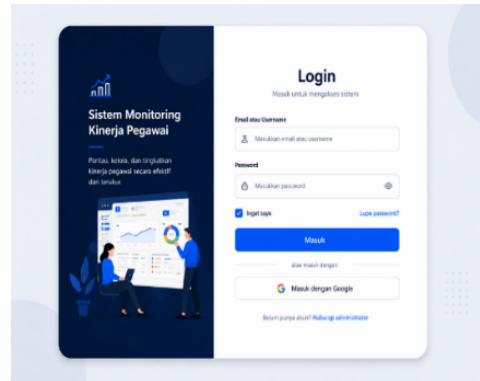 Sistem Monitoring
Kinerja Pegawai
Pantau, kelola, dan tingkatkan
kinerja pegawai secara efektif
dan terukur.
Login
Masuk untuk mengakses sistem
Email atau Username
Masukkan email atau username
Password
Masukkan password
Ingat saya
Lupa password?
Masuk
atau masuk dengan
Masuk dengan Google
Belum punya akun? Hubungi administrator